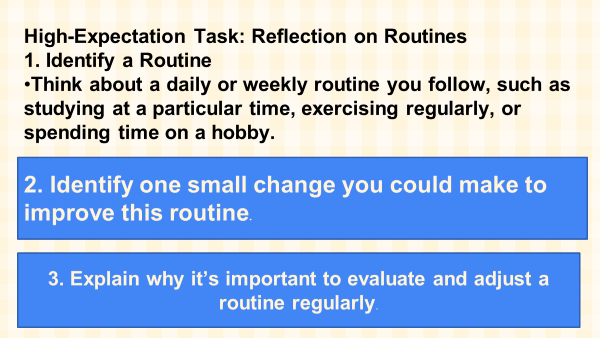 High-Expectation Task: Reflection on Routines
1. Identify a Routine
•Think about a daily or weekly routine you follow, such as
studying at a particular time, exercising regularly, or
spending time on a hobby.
2. Identify one small change you could make to
improve this routine.
3. Explain why it’s important to evaluate and adjust a
routine regularly.